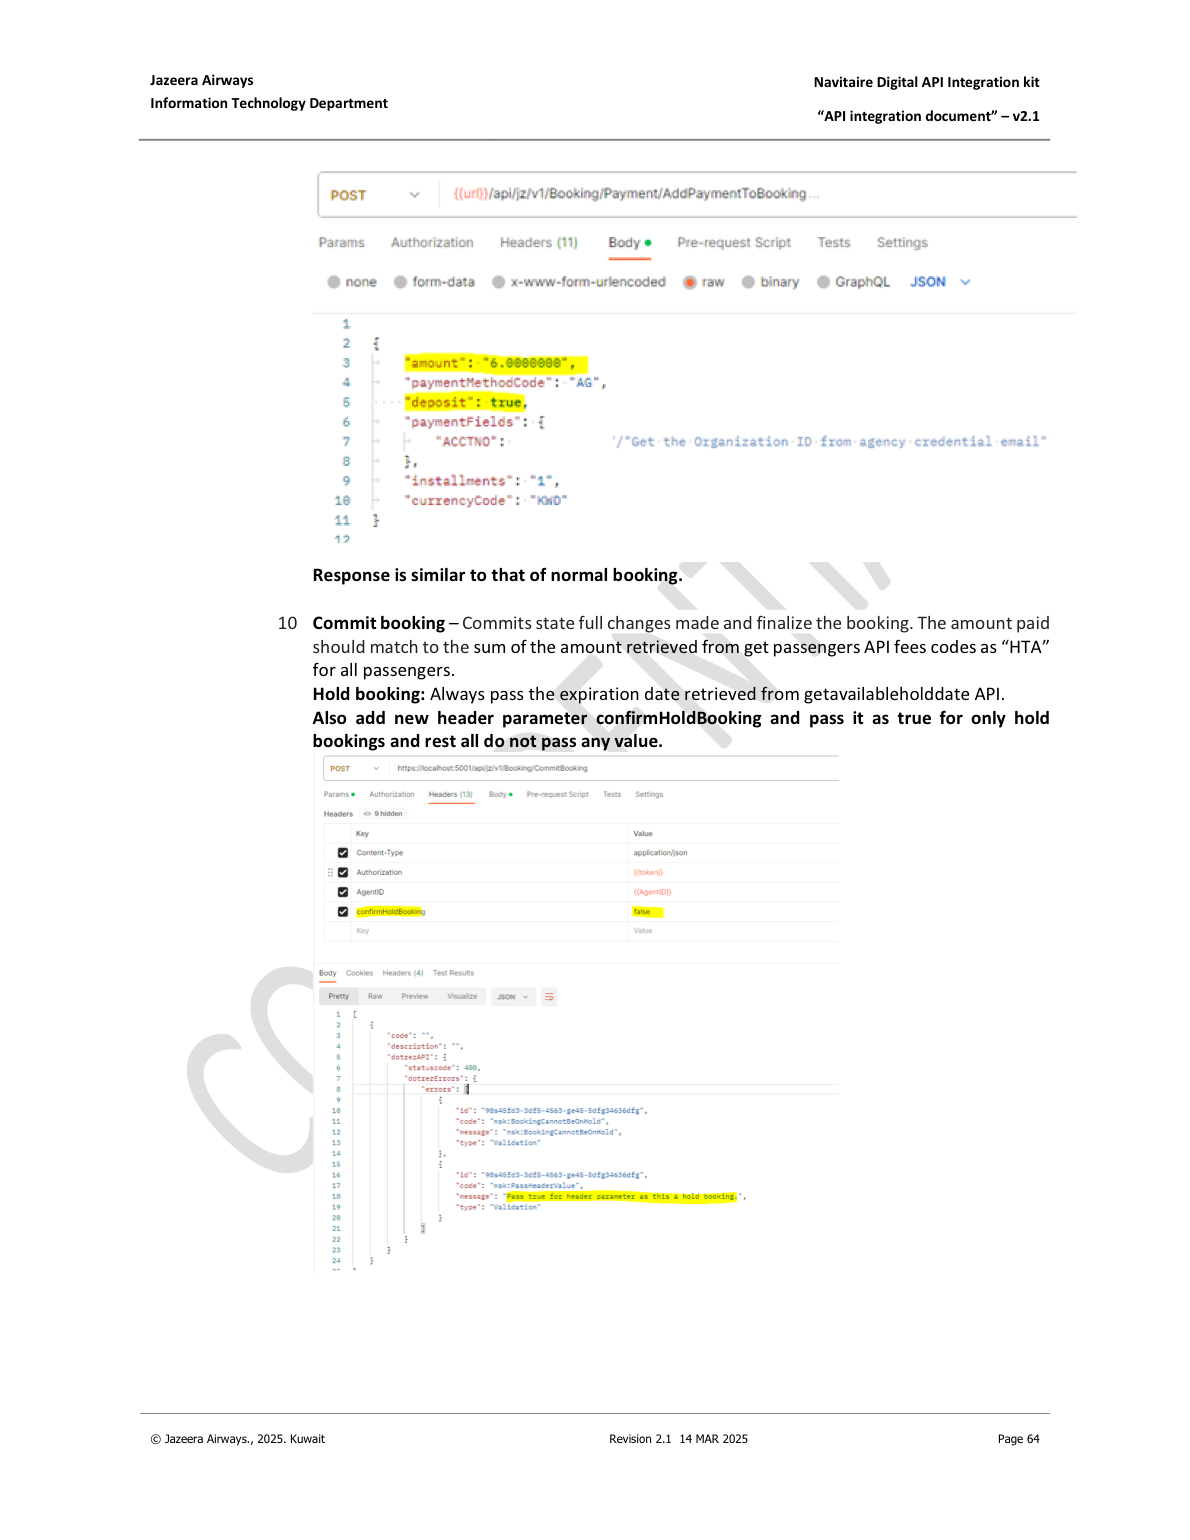 Jazeera Airways
Information Technology Department
Navitaire Digital API Integration kit
“API integration document” – v2.1
POST {{url}}/api/jz/v1/Booking/Payment/AddPaymentToBooking ...
Params Authorization Headers (11) Body Pre-request Script Tests Settings
none form-data x-www-form-urlencoded raw binary GraphQL JSON
1
2 {
3 "amount": "6.0000000",
4 "paymentMethodCode": "AG",
5 "deposit": true,
6 "paymentFields": {
7 "ACCTNO": '/"Get the Organization ID from agency credential email"
8 },
9 "installments": "1",
10 "currencyCode": "KWD"
11 }
12
Response is similar to that of normal booking.
10 Commit booking – Commits state full changes made and finalize the booking. The amount paid
should match to the sum of the amount retrieved from get passengers API fees codes as “HTA”
for all passengers.
Hold booking: Always pass the expiration date retrieved from getavailableholddate API.
Also add new header parameter confirmHoldBooking and pass it as true for only hold
bookings and rest all do not pass any value.
POST https://localhost:5001/api/jz/v1/Booking/CommitBooking
Params Authorization Headers (13) Body Pre-request Script Tests Settings
Headers 9 hidden
Key Value
Content-Type application/json
Authorization {{token}}
AgentID {{AgentID}}
confirmHoldBooking false
Key Value
Body Cookies Headers (4) Test Results
Pretty Raw Preview Visualize JSON
1 [
2 {
3 "code": "",
4 "description": "",
5 "dotrezAPI": {
6 "statuscode": 400,
7 "dotrezErrors": {
8 "errors": [
9 {
10 "id": "98s45fd3-3df5-4563-ge45-5dfg34636dfg",
11 "code": "nsk:BookingCannotBeOnHold",
12 "message": "nsk:BookingCannotBeOnHold",
13 "type": "Validation"
14 },
15 {
16 "id": "98s45fd3-3df5-4563-ge45-5dfg34636dfg",
17 "code": "nsk:PassHeaderValue",
18 "message": "Pass true for header parameter as this a hold booking.",
19 "type": "Validation"
20 }
21 ]
22 }
23 }
24 }
© Jazeera Airways., 2025. Kuwait
Revision 2.1 14 MAR 2025
Page 64